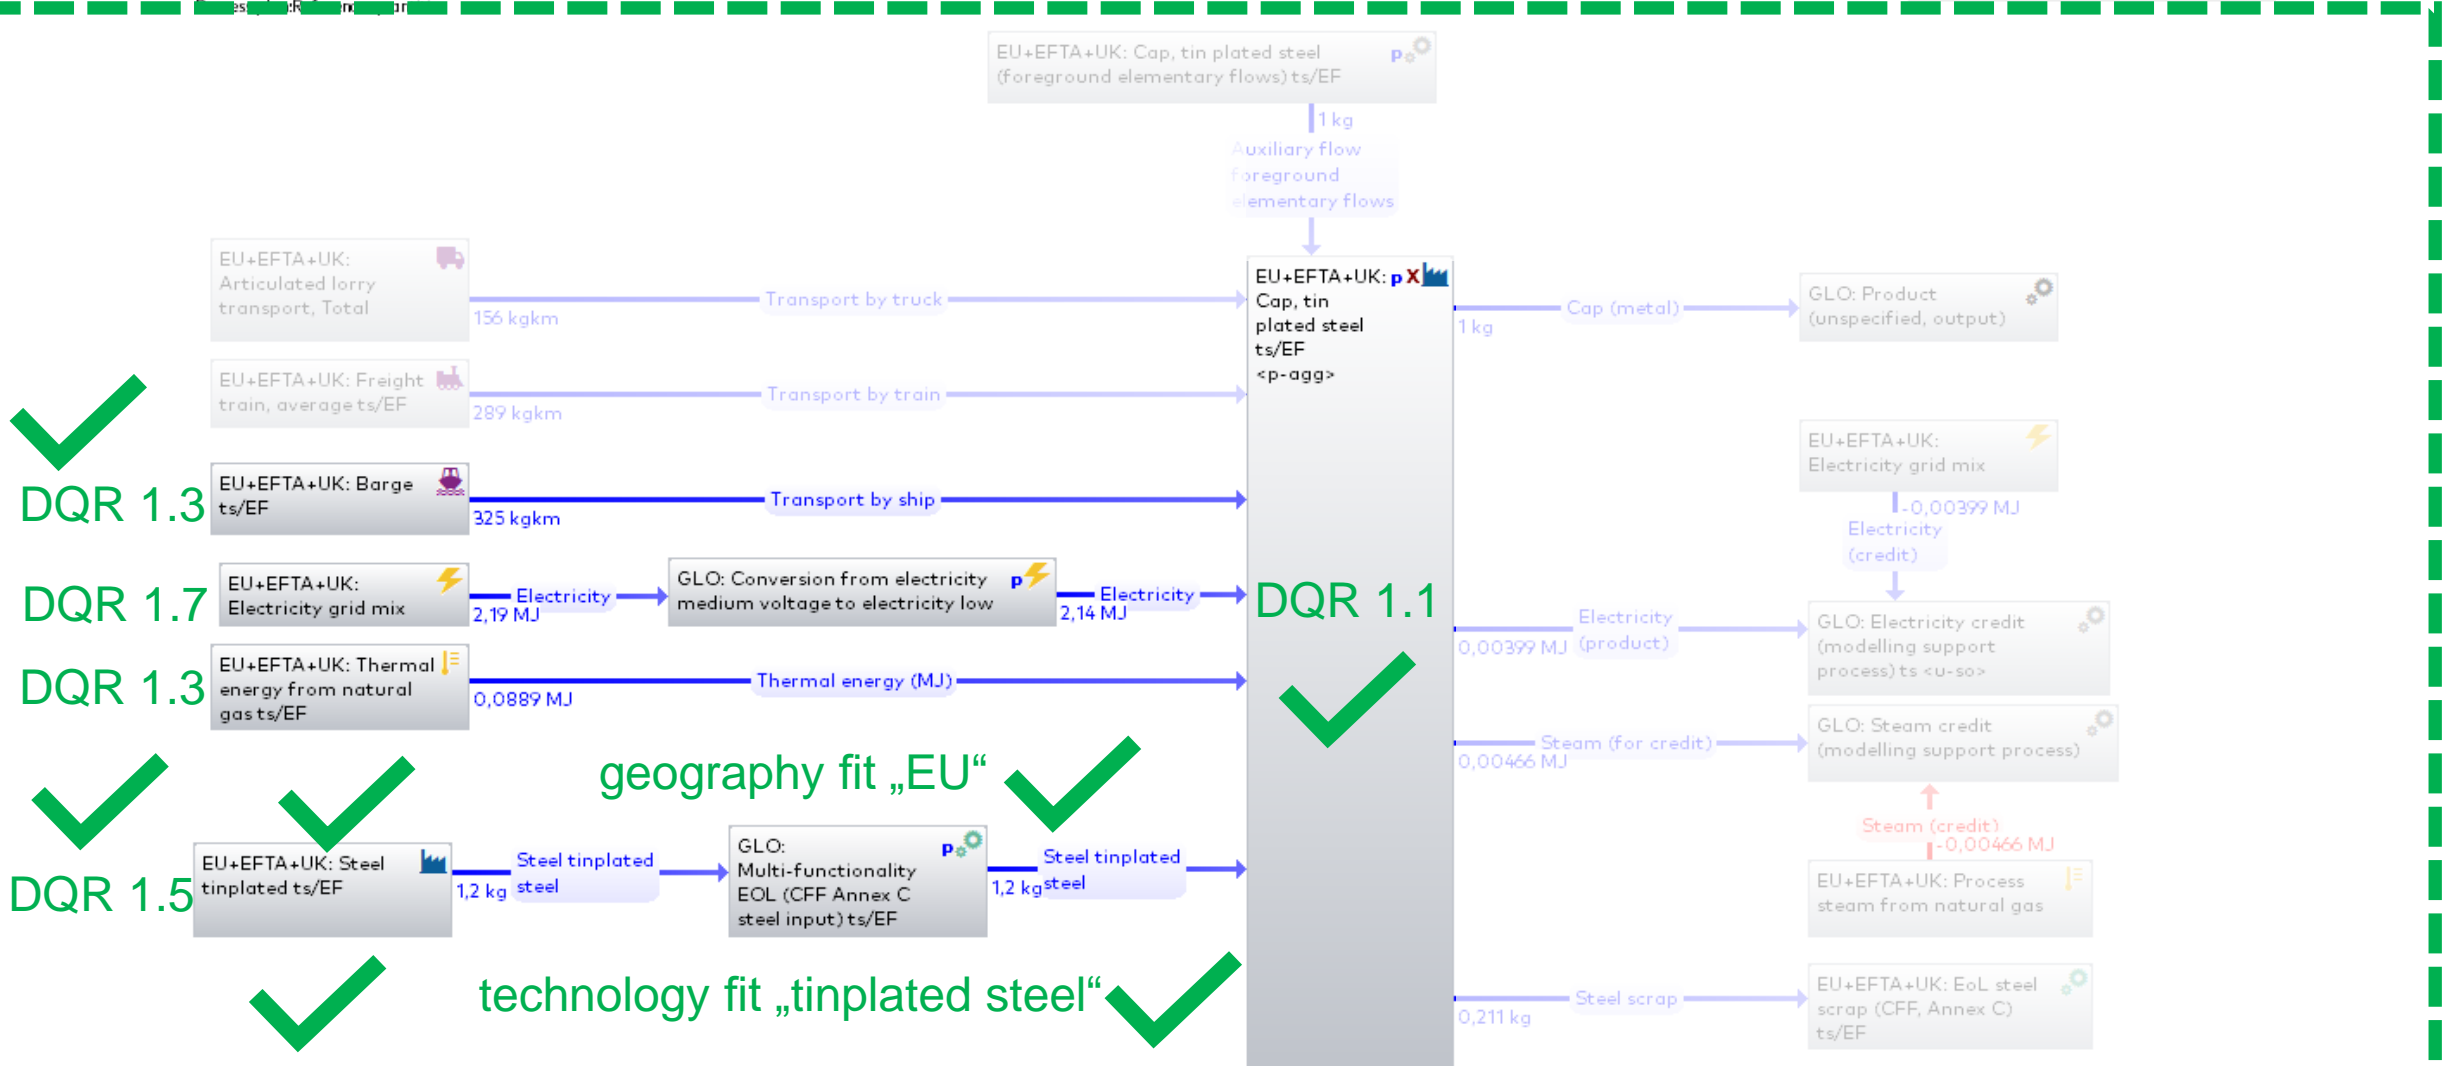 EU+EFTA+UK: Cap, tin plated steel
(foreground elementary flows) ts/EF
p
1 kg
Auxiliary flow
foreground
elementary flows
EU+EFTA+UK:
Articulated lorry
transport, Total
156 kgkm
Transport by truck
EU+EFTA+UK: Freight
train, average ts/EF
289 kgkm
Transport by train
DQR 1.3
EU+EFTA+UK: Barge
ts/EF
325 kgkm
Transport by ship
DQR 1.7
EU+EFTA+UK:
Electricity grid mix
2,19 MJ
Electricity
GLO: Conversion from electricity
medium voltage to electricity low
p
2,14 MJ
Electricity
DQR 1.3
EU+EFTA+UK: Thermal
energy from natural
gas ts/EF
0,0889 MJ
Thermal energy (MJ)
geography fit „EU“
DQR 1.5
EU+EFTA+UK: Steel
tinplated ts/EF
1,2 kg
Steel tinplated
steel
GLO:
Multi-functionality
EOL (CFF Annex C
steel input) ts/EF
p
1,2 kg
Steel tinplated
steel
technology fit „tinplated steel“
EU+EFTA+UK: p X
Cap, tin
plated steel
ts/EF
<p-agg>
DQR 1.1
1 kg
Cap (metal)
GLO: Product
(unspecified, output)
EU+EFTA+UK:
Electricity grid mix
-0,00399 MJ
Electricity
(credit)
0,00399 MJ
Electricity
(product)
GLO: Electricity credit
(modelling support
process) ts <u-so>
0,00466 MJ
Steam (for credit)
GLO: Steam credit
(modelling support process)
Steam (credit)
-0,00466 MJ
EU+EFTA+UK: Process
steam from natural gas
0,211 kg
Steel scrap
EU+EFTA+UK: EoL steel
scrap (CFF, Annex C)
ts/EF